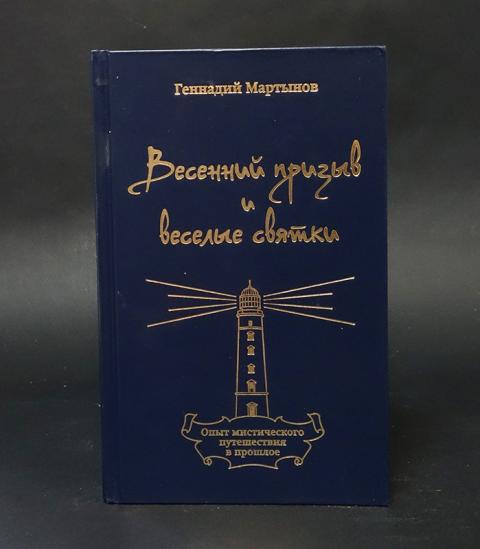 Геннадий Мартынов
Весенний призыв
и
веселые святки
Опыт мистического
путешествия
в прошлое